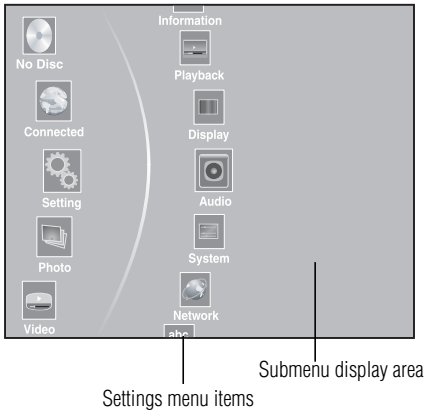 Information
No Disc
Playback
Connected
Display
Setting
Audio
Photo
System
Video
Network
abc
Submenu display area
Settings menu items